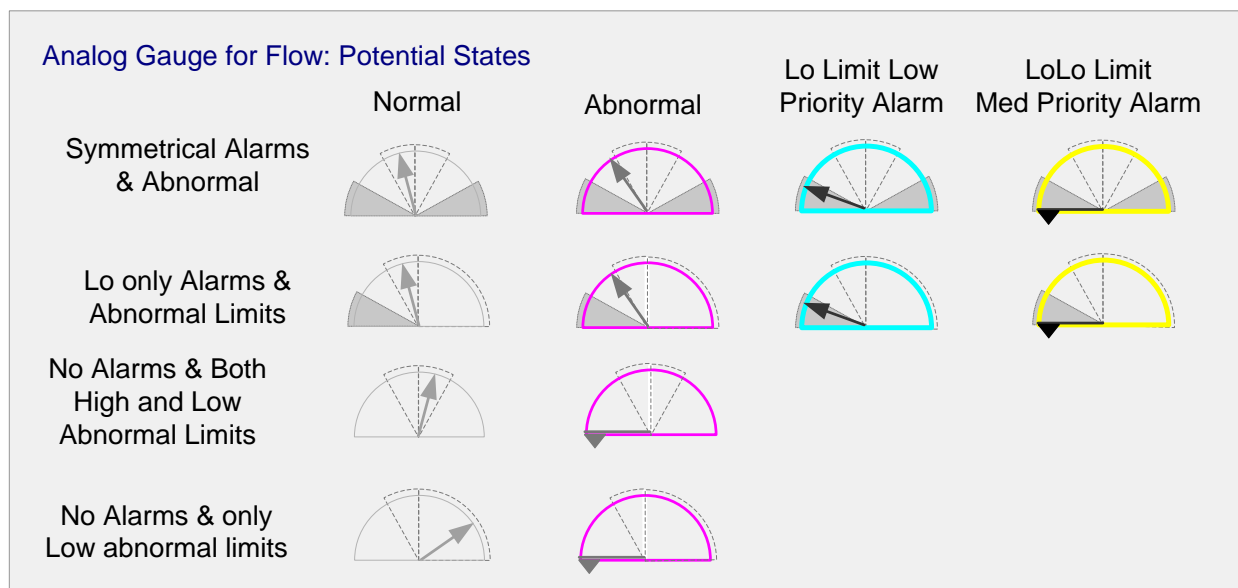 Analog Gauge for Flow: Potential States
Normal
Abnormal
Lo Limit Low
Priority Alarm
LoLo Limit
Med Priority Alarm
Symmetrical Alarms
& Abnormal
Lo only Alarms &
Abnormal Limits
No Alarms & Both
High and Low
Abnormal Limits
No Alarms & only
Low abnormal limits